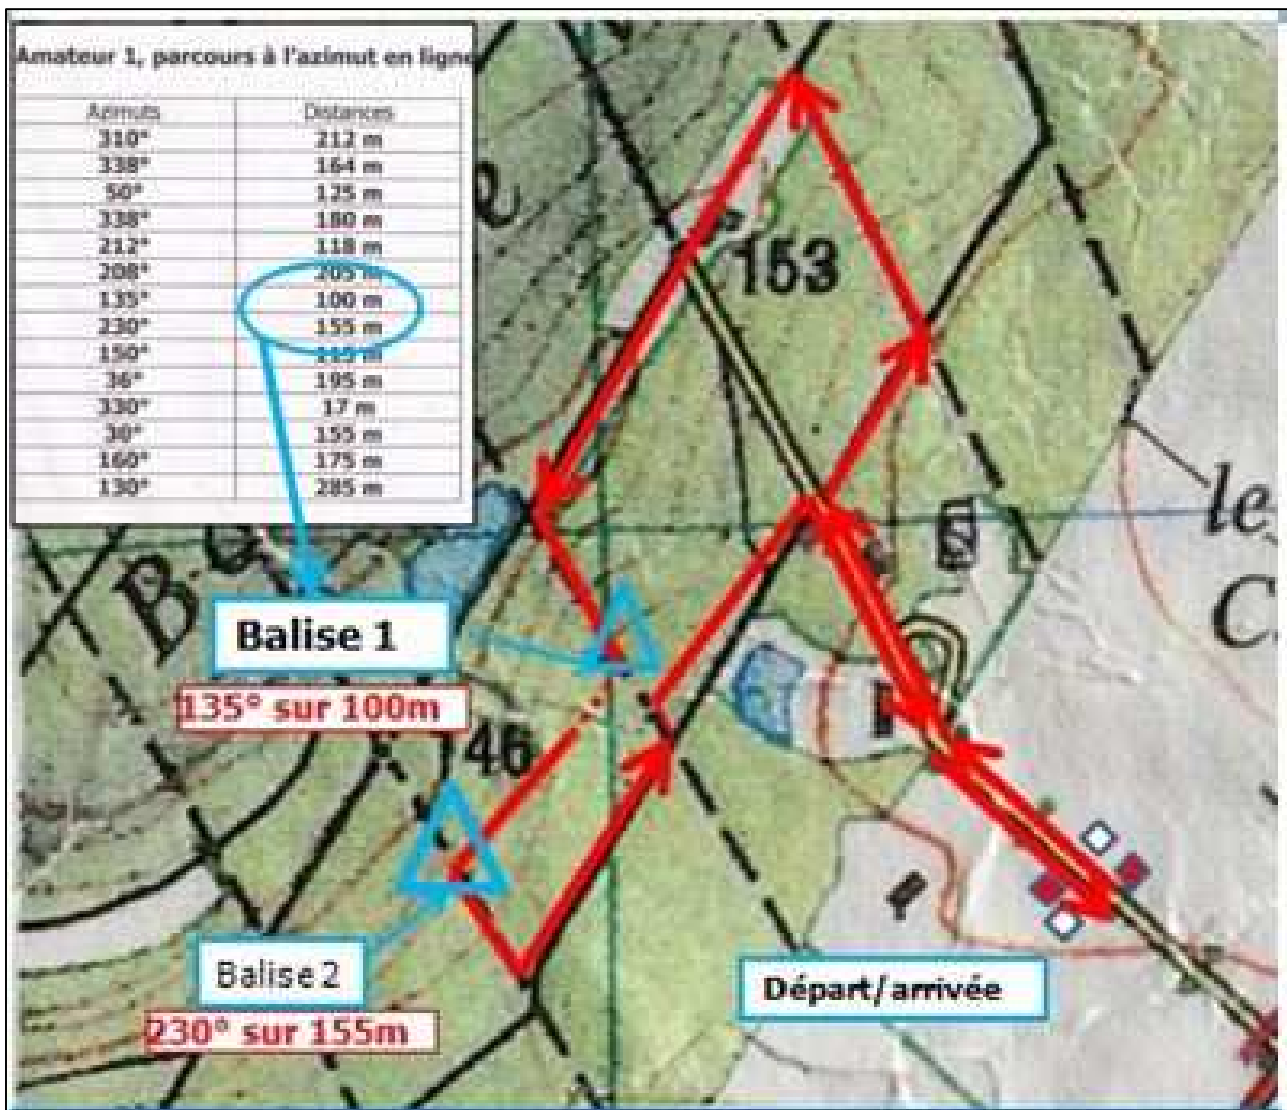 Amateur 1, parcours à l'azimut en ligne
Azimuts Distances
310° 212 m
338° 164 m
50° 125 m
338° 180 m
212° 118 m
208° 205 m
135° 100 m
230° 155 m
150° 115 m
36° 195 m
330° 17 m
30° 155 m
160° 175 m
130° 285 m
153
le
C
B
Balise 1
135° sur 100m
46
Balise 2
230° sur 155m
Départ/arrivée